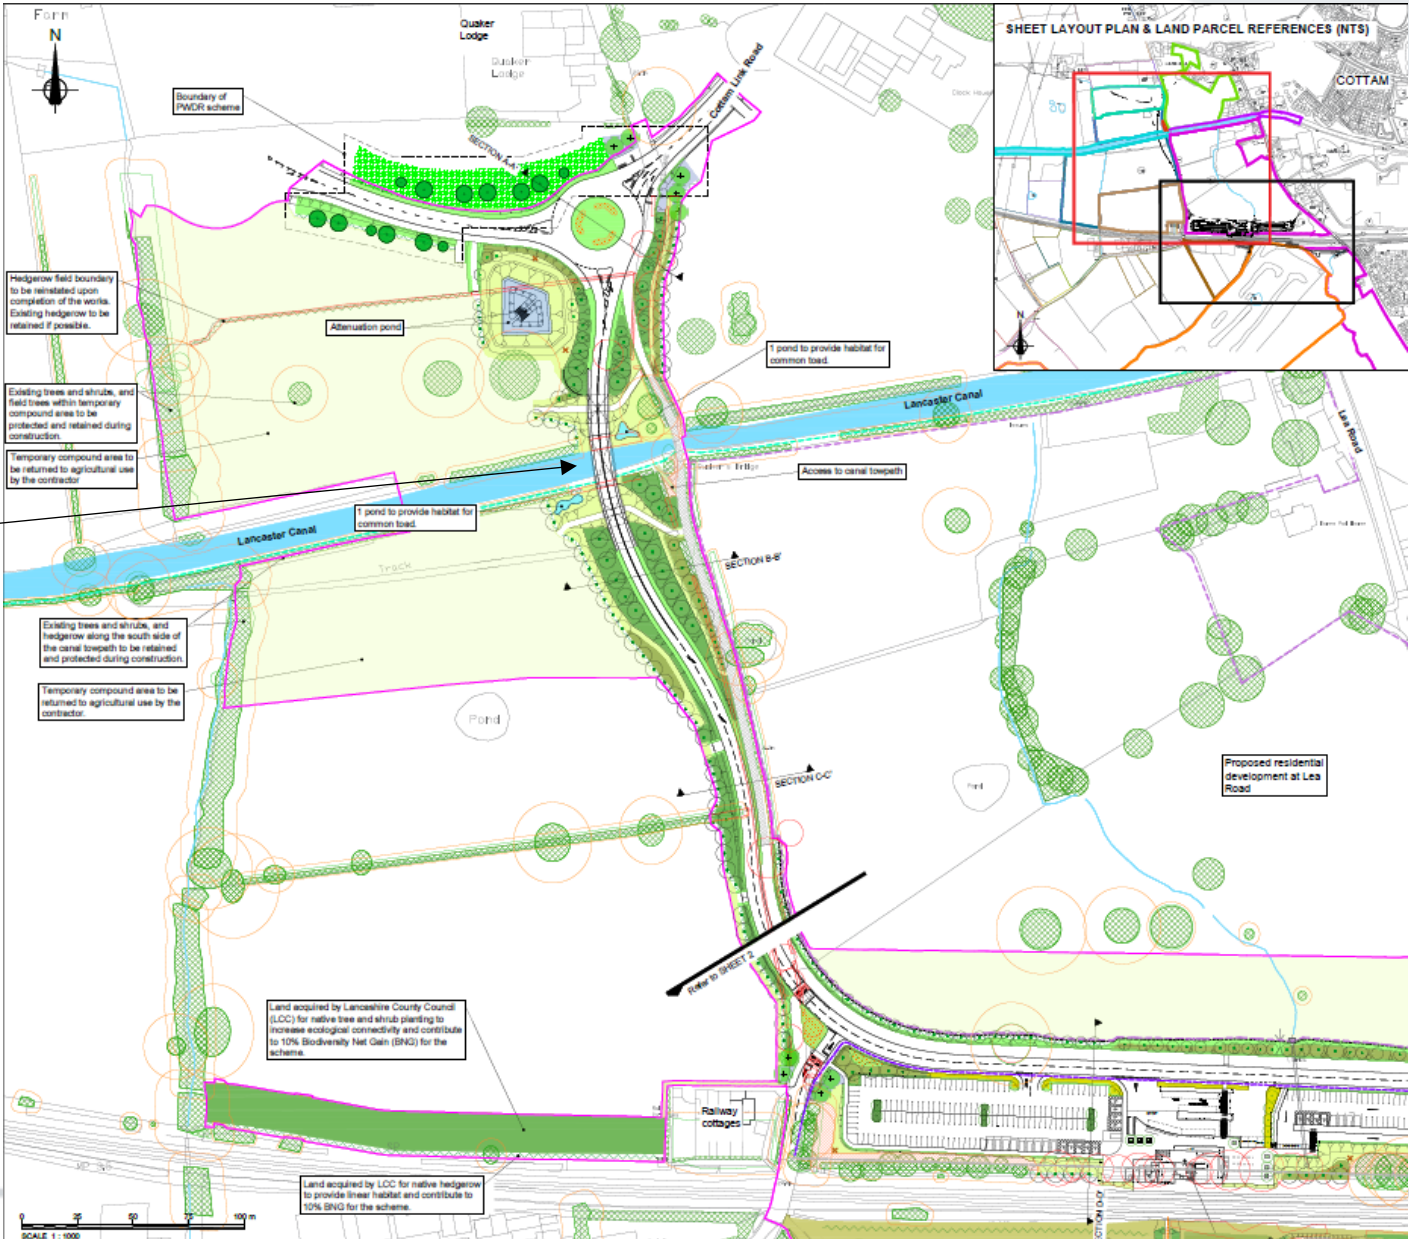 Farm
N
Quaker
Lodge
Quaker
Lodge
Cottam Link Road
SHEET LAYOUT PLAN & LAND PARCEL REFERENCES (NTS)
COTTAM
N
Boundary of
PWDR scheme
SECTION A-A'
Hedgerow field boundary
to be reinstated upon
completion of the works.
Existing hedgerow to be
retained if possible.
Attenuation pond
1 pond to provide habitat for
common toad.
Existing trees and shrubs, and
field trees within temporary
compound area to be
protected and retained during
construction.
Lancaster Canal
Lea Road
Temporary compound area to
be returned to agricultural use
by the contractor
Access to canal towpath
1 pond to provide habitat for
common toad.
Lancaster Canal
Track
SECTION B-B'
Existing trees and shrubs, and
hedgerow along the south side of
the canal towpath to be retained
and protected during construction.
Temporary compound area to be
returned to agricultural use by the
contractor.
Pond
SECTION C-C'
Pond
Proposed residential
development at Lea
Road
Refer to SHEET 2
Land acquired by Lancashire County Council
(LCC) for native tree and shrub planting to
increase ecological connectivity and contribute
to 10% Biodiversity Net Gain (BNG) for the
scheme.
Railway
cottages
Land acquired by LCC for native hedgerow
to provide linear habitat and contribute to
10% BNG for the scheme.
0 25 50 75 100 m
SCALE 1 : 1000